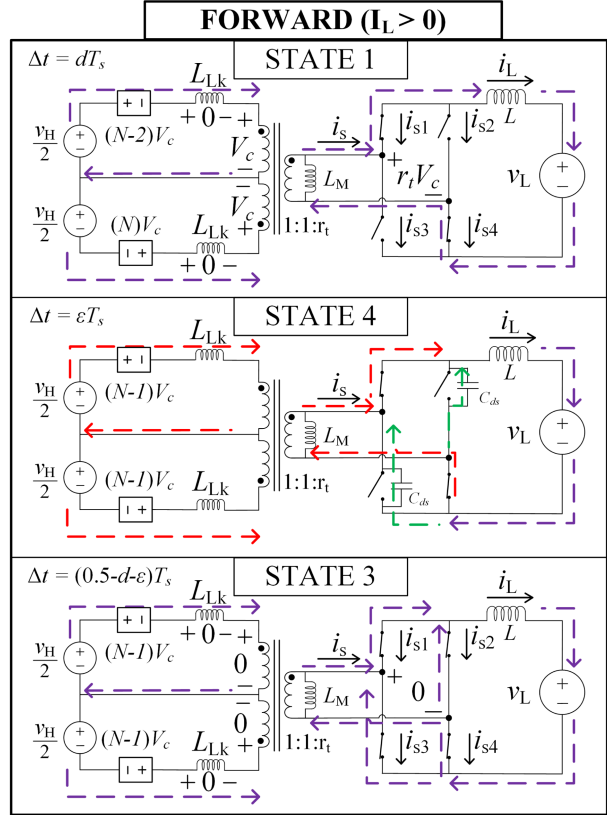 FORWARD (I_L > 0)
STATE 1
Δt = dT_s
L_Lk
+ 0 - +
i_s
i_s1
i_s2
i_L
L
+ -
(N-2)V_c
v_H/2
+ -
V_c
-
-
V_c
+
L_M
+
r_tV_c
-
v_L
+ -
v_H/2
+ -
(N)V_c
L_Lk
- +
+ 0 -
1:1:r_t
i_s3
i_s4
STATE 4
Δt = εT_s
L_Lk
i_s
i_L
L
C_ds
+ -
(N-1)V_c
v_H/2
+ -
L_M
v_L
+ -
v_H/2
+ -
(N-1)V_c
L_Lk
- +
1:1:r_t
C_ds
STATE 3
Δt = (0.5-d-ε)T_s
L_Lk
+ 0 - +
i_s
i_s1
i_s2
i_L
L
+ -
(N-1)V_c
v_H/2
+ -
0
-
-
0
+
L_M
+
0
-
v_L
+ -
v_H/2
+ -
(N-1)V_c
L_Lk
- +
+ 0 -
1:1:r_t
i_s3
i_s4